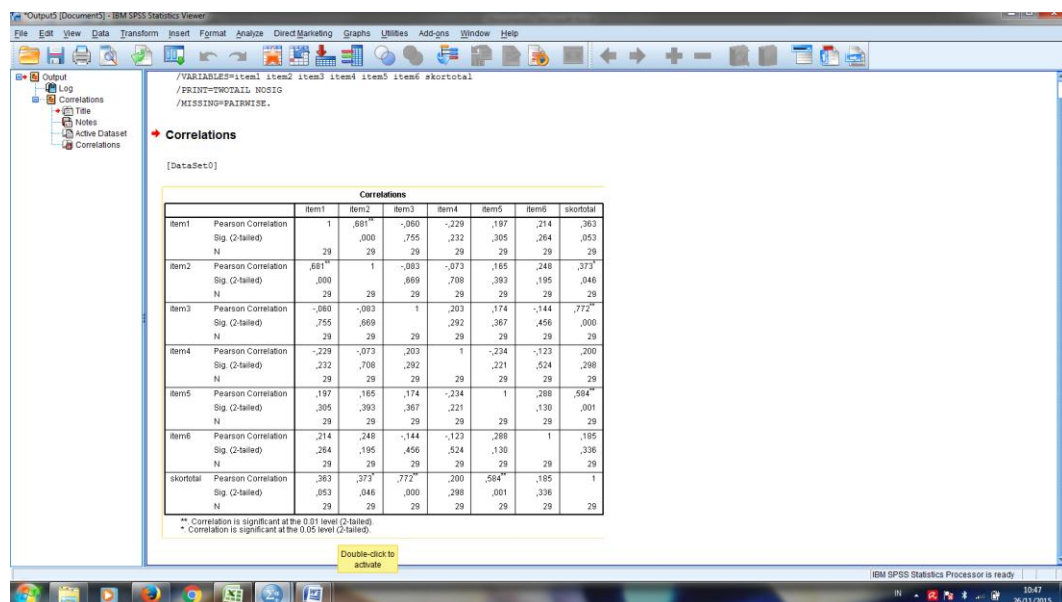 *Output5 [Document5] - IBM SPSS Statistics Viewer
File Edit View Data Transform Insert Format Analyze Direct Marketing Graphs Utilities Add-ons Window Help
Output
Log
Correlations
Title
Notes
Active Dataset
Correlations
/VARIABLES=item1 item2 item3 item4 item5 item6 skortotal
/PRINT=TWOTAIL NOSIG
/MISSING=PAIRWISE.
Correlations
[DataSet0]
Correlations
item1 item2 item3 item4 item5 item6 skortotal
item1 Pearson Correlation 1 ,681** -,060 -,229 ,197 ,214 ,363
Sig. (2-tailed) ,000 ,755 ,232 ,305 ,264 ,053
N 29 29 29 29 29 29 29
item2 Pearson Correlation ,681** 1 -,083 -,073 ,165 ,248 ,373*
Sig. (2-tailed) ,000 ,669 ,708 ,393 ,195 ,046
N 29 29 29 29 29 29 29
item3 Pearson Correlation -,060 -,083 1 ,203 ,174 -,144 ,772**
Sig. (2-tailed) ,755 ,669 ,292 ,367 ,456 ,000
N 29 29 29 29 29 29 29
item4 Pearson Correlation -,229 -,073 ,203 1 -,234 -,123 ,200
Sig. (2-tailed) ,232 ,708 ,292 ,221 ,524 ,298
N 29 29 29 29 29 29 29
item5 Pearson Correlation ,197 ,165 ,174 -,234 1 ,288 ,584**
Sig. (2-tailed) ,305 ,393 ,367 ,221 ,130 ,001
N 29 29 29 29 29 29 29
item6 Pearson Correlation ,214 ,248 -,144 -,123 ,288 1 ,185
Sig. (2-tailed) ,264 ,195 ,456 ,524 ,130 ,336
N 29 29 29 29 29 29 29
skortotal Pearson Correlation ,363 ,373* ,772** ,200 ,584** ,185 1
Sig. (2-tailed) ,053 ,046 ,000 ,298 ,001 ,336
N 29 29 29 29 29 29 29
**. Correlation is significant at the 0.01 level (2-tailed).
*. Correlation is significant at the 0.05 level (2-tailed).
Double-click to
activate
IBM SPSS Statistics Processor is ready
IN 10:47
26/11/2015